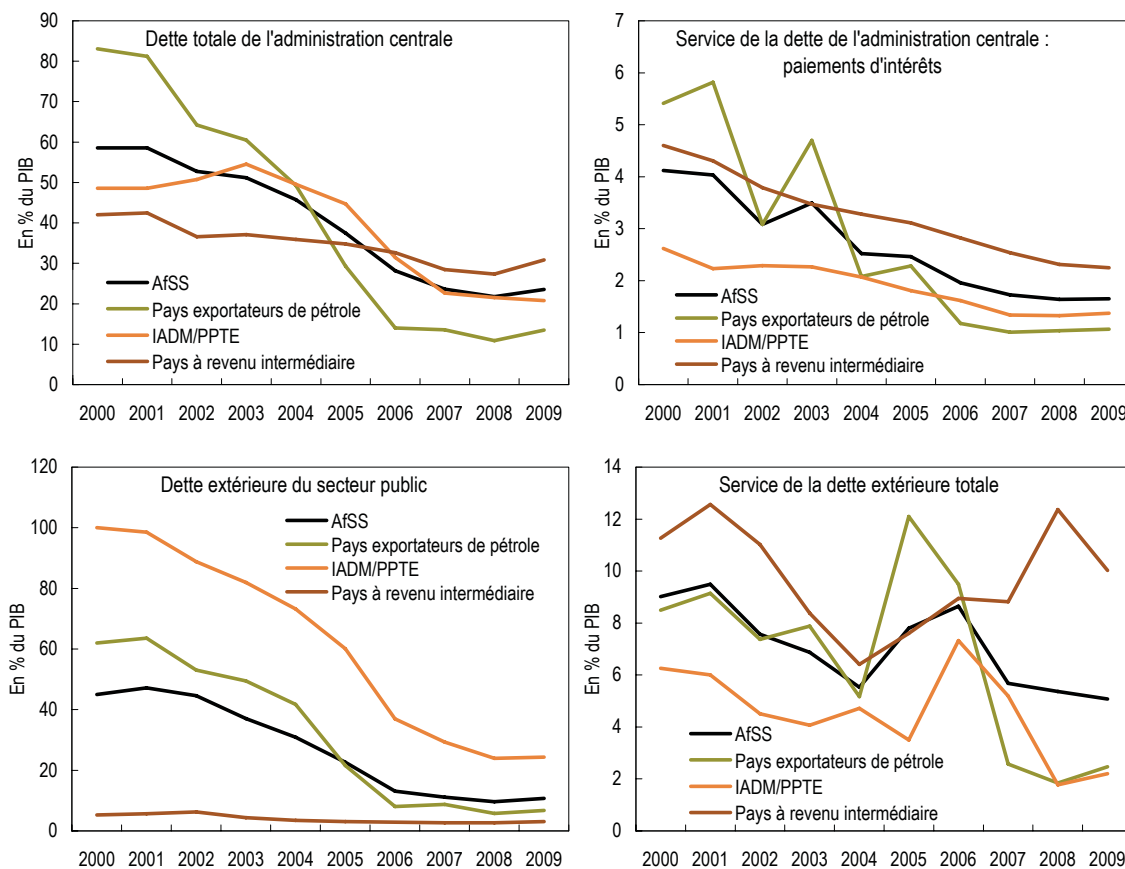 Dette totale de l'administration centrale
En % du PIB
90
80
70
60
50
40
30
20
10
0
AfSS
Pays exportateurs de pétrole
IADM/PPTE
Pays à revenu intermédiaire
2000 2001 2002 2003 2004 2005 2006 2007 2008 2009
Service de la dette de l'administration centrale :
paiements d'intérêts
En % du PIB
7
6
5
4
3
2
1
0
AfSS
Pays exportateurs de pétrole
IADM/PPTE
Pays à revenu intermédiaire
2000 2001 2002 2003 2004 2005 2006 2007 2008 2009
Dette extérieure du secteur public
En % du PIB
120
100
80
60
40
20
0
AfSS
Pays exportateurs de pétrole
IADM/PPTE
Pays à revenu intermédiaire
2000 2001 2002 2003 2004 2005 2006 2007 2008 2009
Service de la dette extérieure totale
En % du PIB
14
12
10
8
6
4
2
0
AfSS
Pays exportateurs de pétrole
IADM/PPTE
Pays à revenu intermédiaire
2000 2001 2002 2003 2004 2005 2006 2007 2008 2009